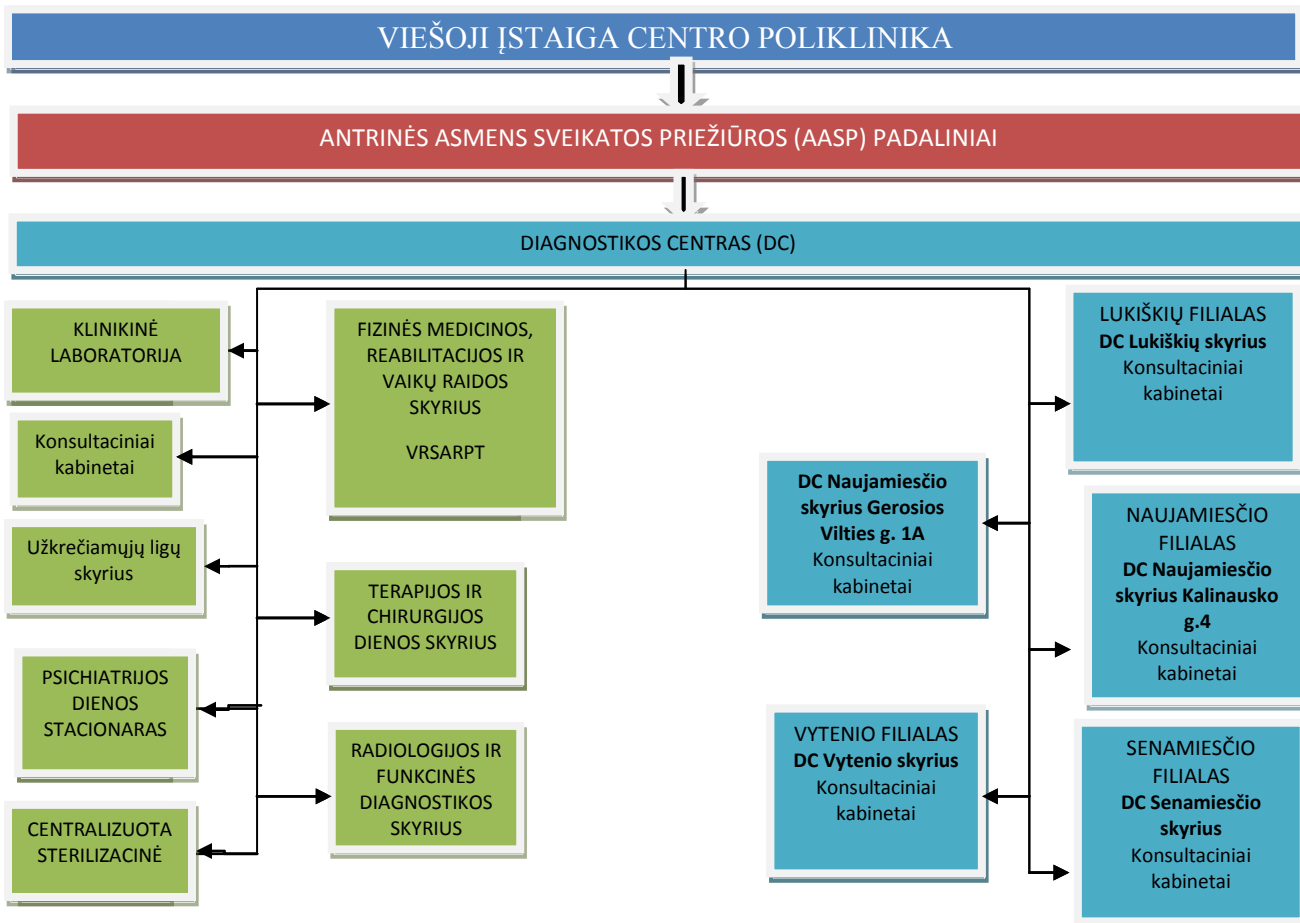 VIEŠOJI ĮSTAIGA CENTRO POLIKLINIKA
ANTRINĖS ASMENS SVEIKATOS PRIEŽIŪROS (AASP) PADALINIAI
DIAGNOSTIKOS CENTRAS (DC)
KLINIKINĖ
LABORATORIJA
Konsultaciniai
kabinetai
Užkrečiamųjų ligų
skyrius
PSICHIATRIJOS
DIENOS
STACIONARAS
CENTRALIZUOTA
STERILIZACINĖ
FIZINĖS MEDICINOS,
REABILITACIJOS IR
VAIKŲ RAIDOS
SKYRIUS
VRSARPT
TERAPIJOS IR
CHIRURGIJOS
DIENOS SKYRIUS
RADIOLOGIJOS IR
FUNKCINĖS
DIAGNOSTIKOS
SKYRIUS
DC Naujamiesčio
skyrius Gerosios
Vilties g. 1A
Konsultaciniai
kabinetai
VYTENIO FILIALAS
DC Vytenio skyrius
Konsultaciniai
kabinetai
LUKIŠKIŲ FILIALAS
DC Lukiškių skyrius
Konsultaciniai
kabinetai
NAUJAMIESČIO
FILIALAS
DC Naujamiesčio
skyrius Kalinausko
g.4
Konsultaciniai
kabinetai
SENAMIESČIO
FILIALAS
DC Senamiesčio
skyrius
Konsultaciniai
kabinetai